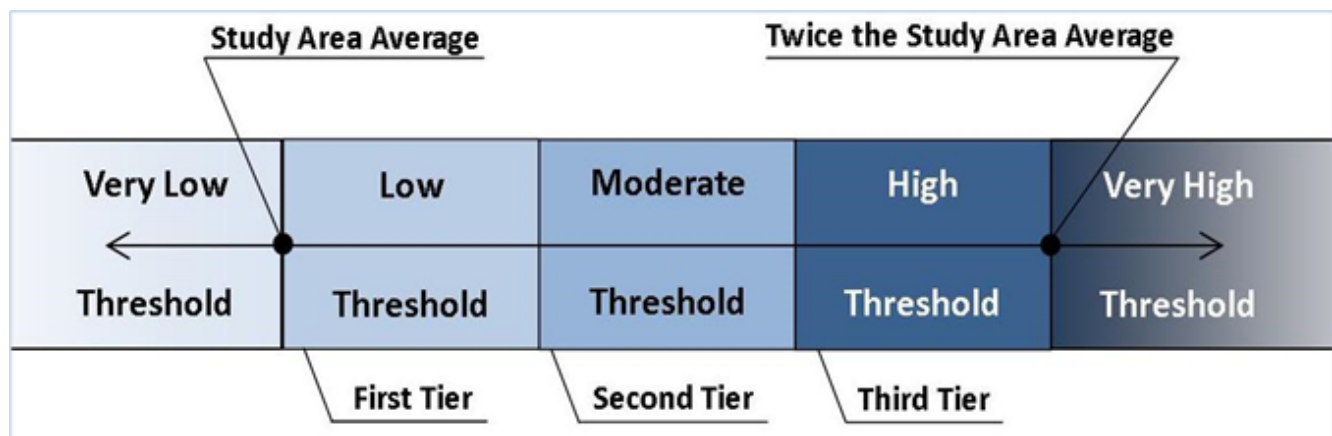 Study Area Average
Twice the Study Area Average
Very Low
Low
Moderate
High
Very High
Threshold
Threshold
Threshold
Threshold
Threshold
First Tier
Second Tier
Third Tier